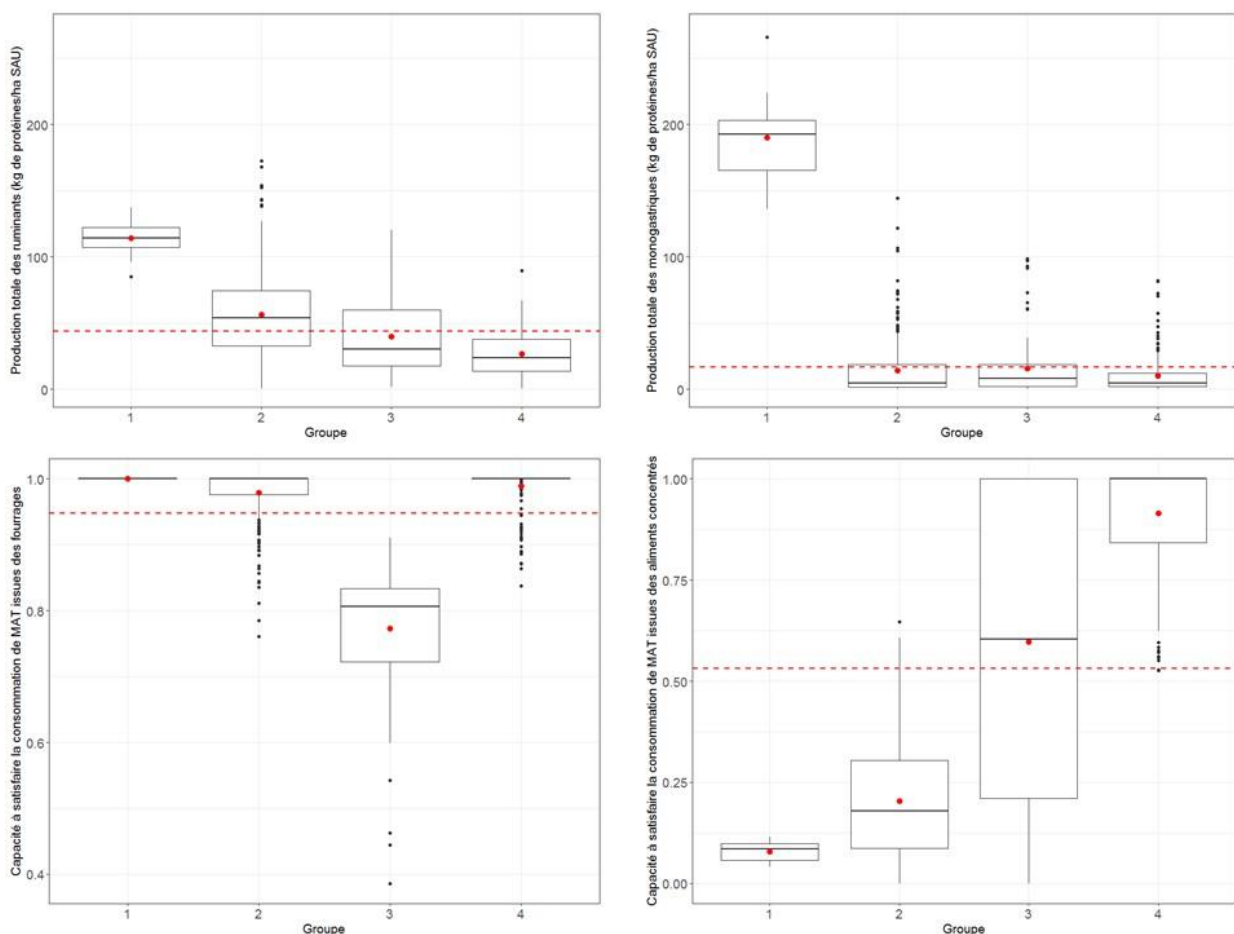 Production totale des ruminants (kg de protéines/ha SAU)
200
100
0
1 2 3 4
Groupe
Production totale des monogastriques (kg de protéines/ha SAU)
200
100
0
1 2 3 4
Groupe
Capacité à satisfaire la consommation de MAT issues des fourrages
1.0
0.8
0.6
0.4
1 2 3 4
Groupe
Capacité à satisfaire la consommation de MAT issues des aliments concentrés
1.00
0.75
0.50
0.25
0.00
1 2 3 4
Groupe